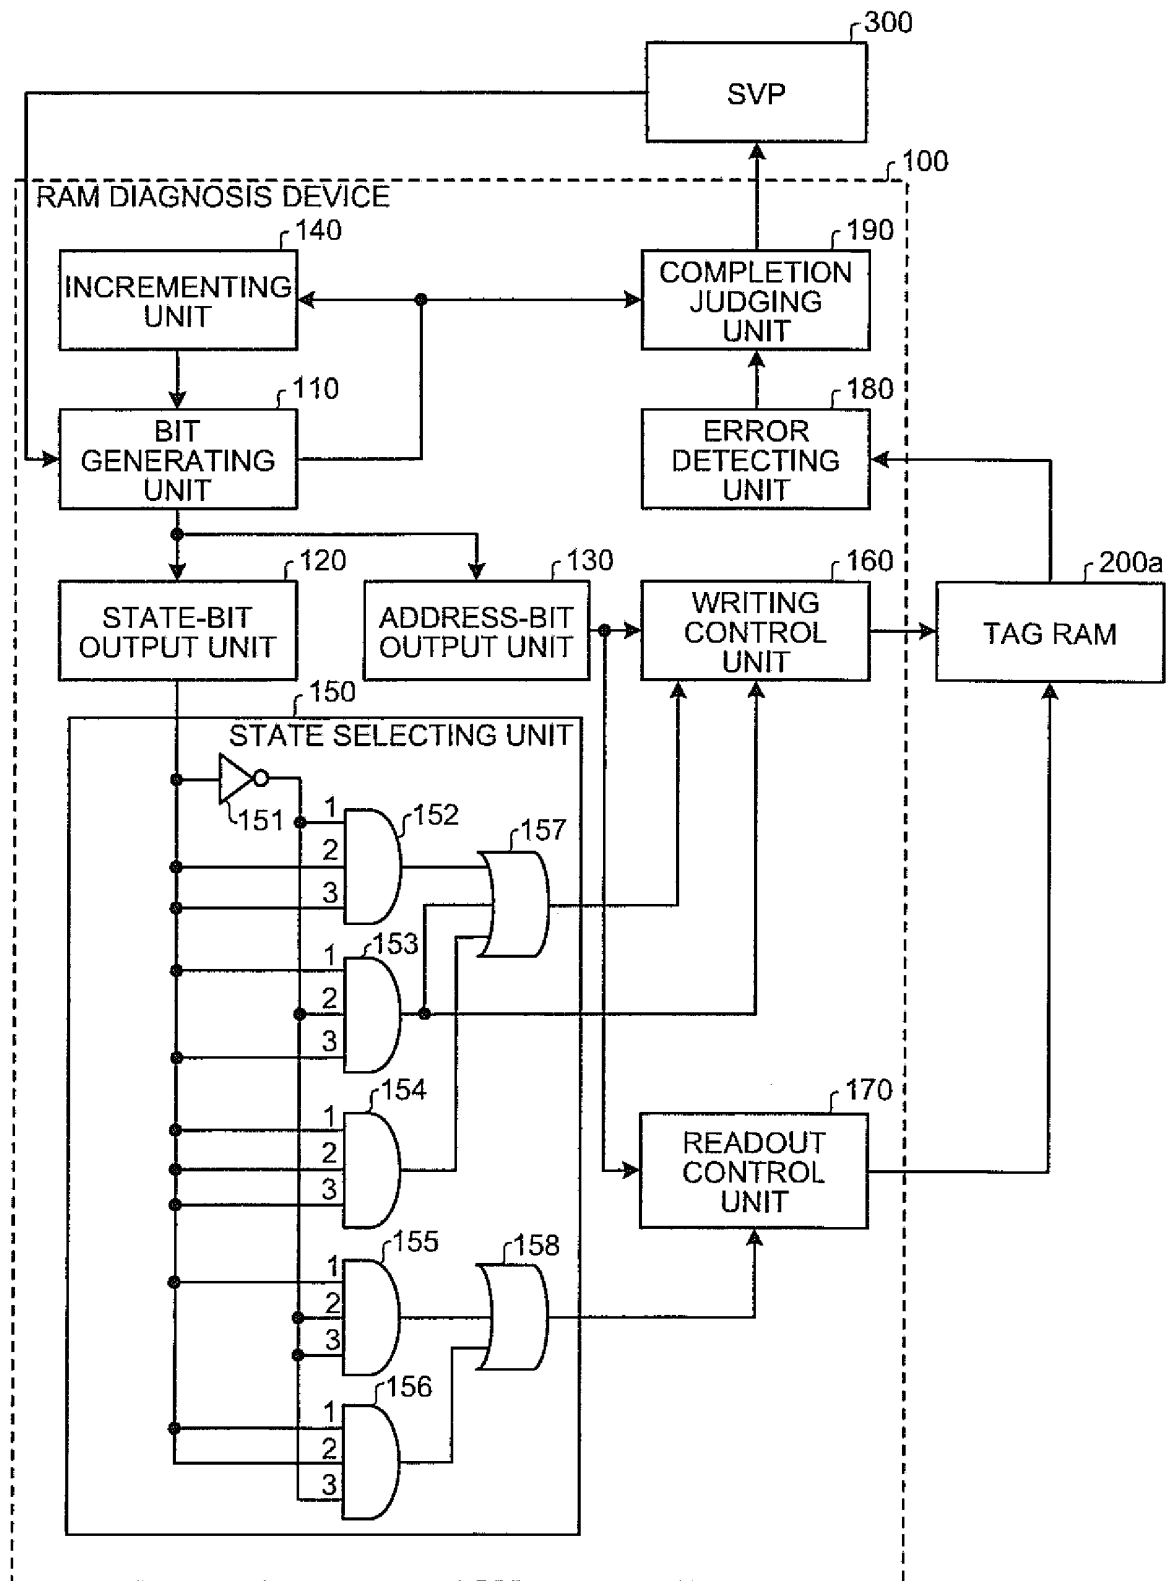 300
SVP
100
RAM DIAGNOSIS DEVICE
140
INCREMENTING
UNIT
190
COMPLETION
JUDGING
UNIT
110
BIT
GENERATING
UNIT
180
ERROR
DETECTING
UNIT
120
STATE-BIT
OUTPUT UNIT
130
ADDRESS-BIT
OUTPUT UNIT
160
WRITING
CONTROL
UNIT
200a
TAG RAM
150
STATE SELECTING UNIT
151
1
2
3
152
157
153
1
2
3
154
1
2
3
170
READOUT
CONTROL
UNIT
155
1
2
3
158
156
1
2
3